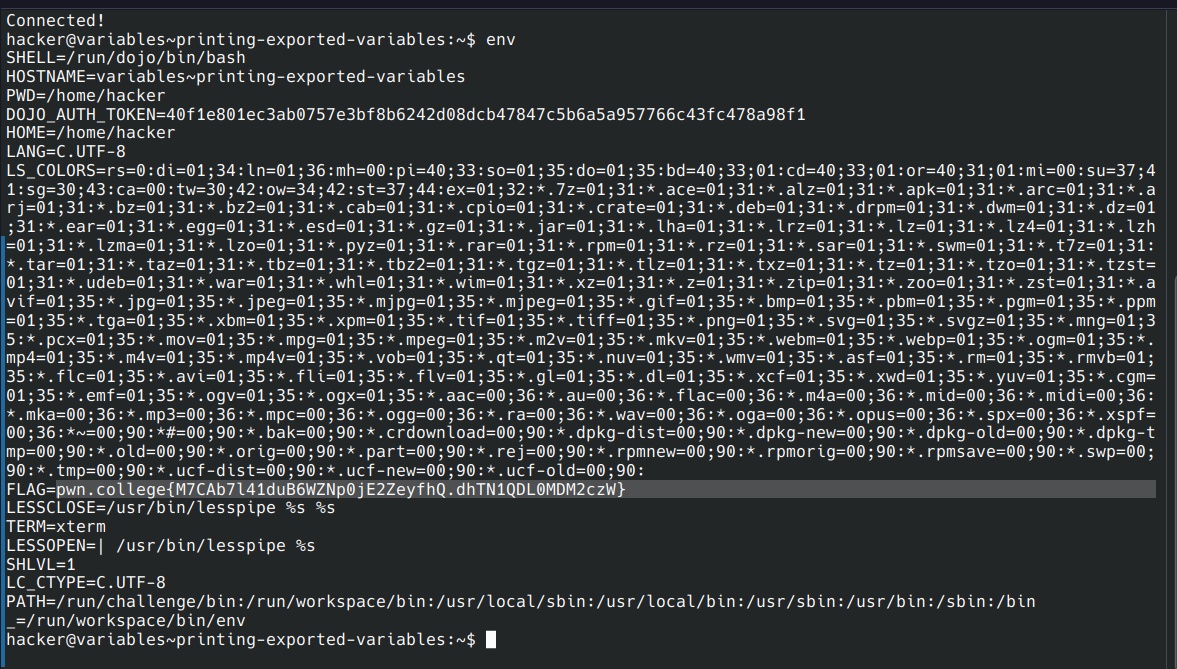 Connected!
hacker@variables~printing-exported-variables:~$ env
SHELL=/run/dojo/bin/bash
HOSTNAME=variables~printing-exported-variables
PWD=/home/hacker
DOJO_AUTH_TOKEN=40f1e801ec3ab0757e3bf8b6242d08dcb47847c5b6a5a957766c43fc478a98f1
HOME=/home/hacker
LANG=C.UTF-8
LS_COLORS=rs=0:di=01;34:ln=01;36:mh=00:pi=40;33:so=01;35:do=01;35:bd=40;33;01:cd=40;33;01:or=40;31;01:mi=00:su=37;4
1:sg=30;43:ca=00:tw=30;42:ow=34;42:st=37;44:ex=01;32:*.7z=01;31:*.ace=01;31:*.alz=01;31:*.apk=01;31:*.arc=01;31:*.a
rj=01;31:*.bz=01;31:*.bz2=01;31:*.cab=01;31:*.cpio=01;31:*.crate=01;31:*.deb=01;31:*.drpm=01;31:*.dwm=01;31:*.dz=01
;31:*.ear=01;31:*.egg=01;31:*.esd=01;31:*.gz=01;31:*.jar=01;31:*.lha=01;31:*.lrz=01;31:*.lz=01;31:*.lz4=01;31:*.lzh
=01;31:*.lzma=01;31:*.lzo=01;31:*.pyz=01;31:*.rar=01;31:*.rpm=01;31:*.rz=01;31:*.sar=01;31:*.swm=01;31:*.t7z=01;31:
*.tar=01;31:*.taz=01;31:*.tbz=01;31:*.tbz2=01;31:*.tgz=01;31:*.tlz=01;31:*.txz=01;31:*.tz=01;31:*.tzo=01;31:*.tzst=
01;31:*.udeb=01;31:*.war=01;31:*.whl=01;31:*.wim=01;31:*.xz=01;31:*.z=01;31:*.zip=01;31:*.zoo=01;31:*.zst=01;31:*.a
vif=01;35:*.jpg=01;35:*.jpeg=01;35:*.mjpg=01;35:*.mjpeg=01;35:*.gif=01;35:*.bmp=01;35:*.pbm=01;35:*.pgm=01;35:*.ppm
=01;35:*.tga=01;35:*.xbm=01;35:*.xpm=01;35:*.tif=01;35:*.tiff=01;35:*.png=01;35:*.svg=01;35:*.svgz=01;35:*.mng=01;3
5:*.pcx=01;35:*.mov=01;35:*.mpg=01;35:*.mpeg=01;35:*.m2v=01;35:*.mkv=01;35:*.webm=01;35:*.webp=01;35:*.ogm=01;35:*.
mp4=01;35:*.m4v=01;35:*.mp4v=01;35:*.vob=01;35:*.qt=01;35:*.nuv=01;35:*.wmv=01;35:*.asf=01;35:*.rm=01;35:*.rmvb=01;
35:*.flc=01;35:*.avi=01;35:*.fli=01;35:*.flv=01;35:*.gl=01;35:*.dl=01;35:*.xcf=01;35:*.xwd=01;35:*.yuv=01;35:*.cgm=
01;35:*.emf=01;35:*.ogv=01;35:*.ogx=01;35:*.aac=00;36:*.au=00;36:*.flac=00;36:*.m4a=00;36:*.mid=00;36:*.midi=00;36:
*.mka=00;36:*.mp3=00;36:*.mpc=00;36:*.ogg=00;36:*.ra=00;36:*.wav=00;36:*.oga=00;36:*.opus=00;36:*.spx=00;36:*.xspf=
00;36:*~=00;90:*#=00;90:*.bak=00;90:*.crdownload=00;90:*.dpkg-dist=00;90:*.dpkg-new=00;90:*.dpkg-old=00;90:*.dpkg-t
mp=00;90:*.old=00;90:*.orig=00;90:*.part=00;90:*.rej=00;90:*.rpmnew=00;90:*.rpmorig=00;90:*.rpmsave=00;90:*.swp=00;
90:*.tmp=00;90:*.ucf-dist=00;90:*.ucf-new=00;90:*.ucf-old=00;90:
FLAG=pwn.college{M7CAb7l41duB6WZNp0jE2ZeyfhQ.dhTN1QDL0MDM2czW}
LESSCLOSE=/usr/bin/lesspipe %s %s
TERM=xterm
LESSOPEN=| /usr/bin/lesspipe %s
SHLVL=1
LC_CTYPE=C.UTF-8
PATH=/run/challenge/bin:/run/workspace/bin:/usr/local/sbin:/usr/local/bin:/usr/sbin:/usr/bin:/sbin:/bin
_=/run/workspace/bin/env
hacker@variables~printing-exported-variables:~$